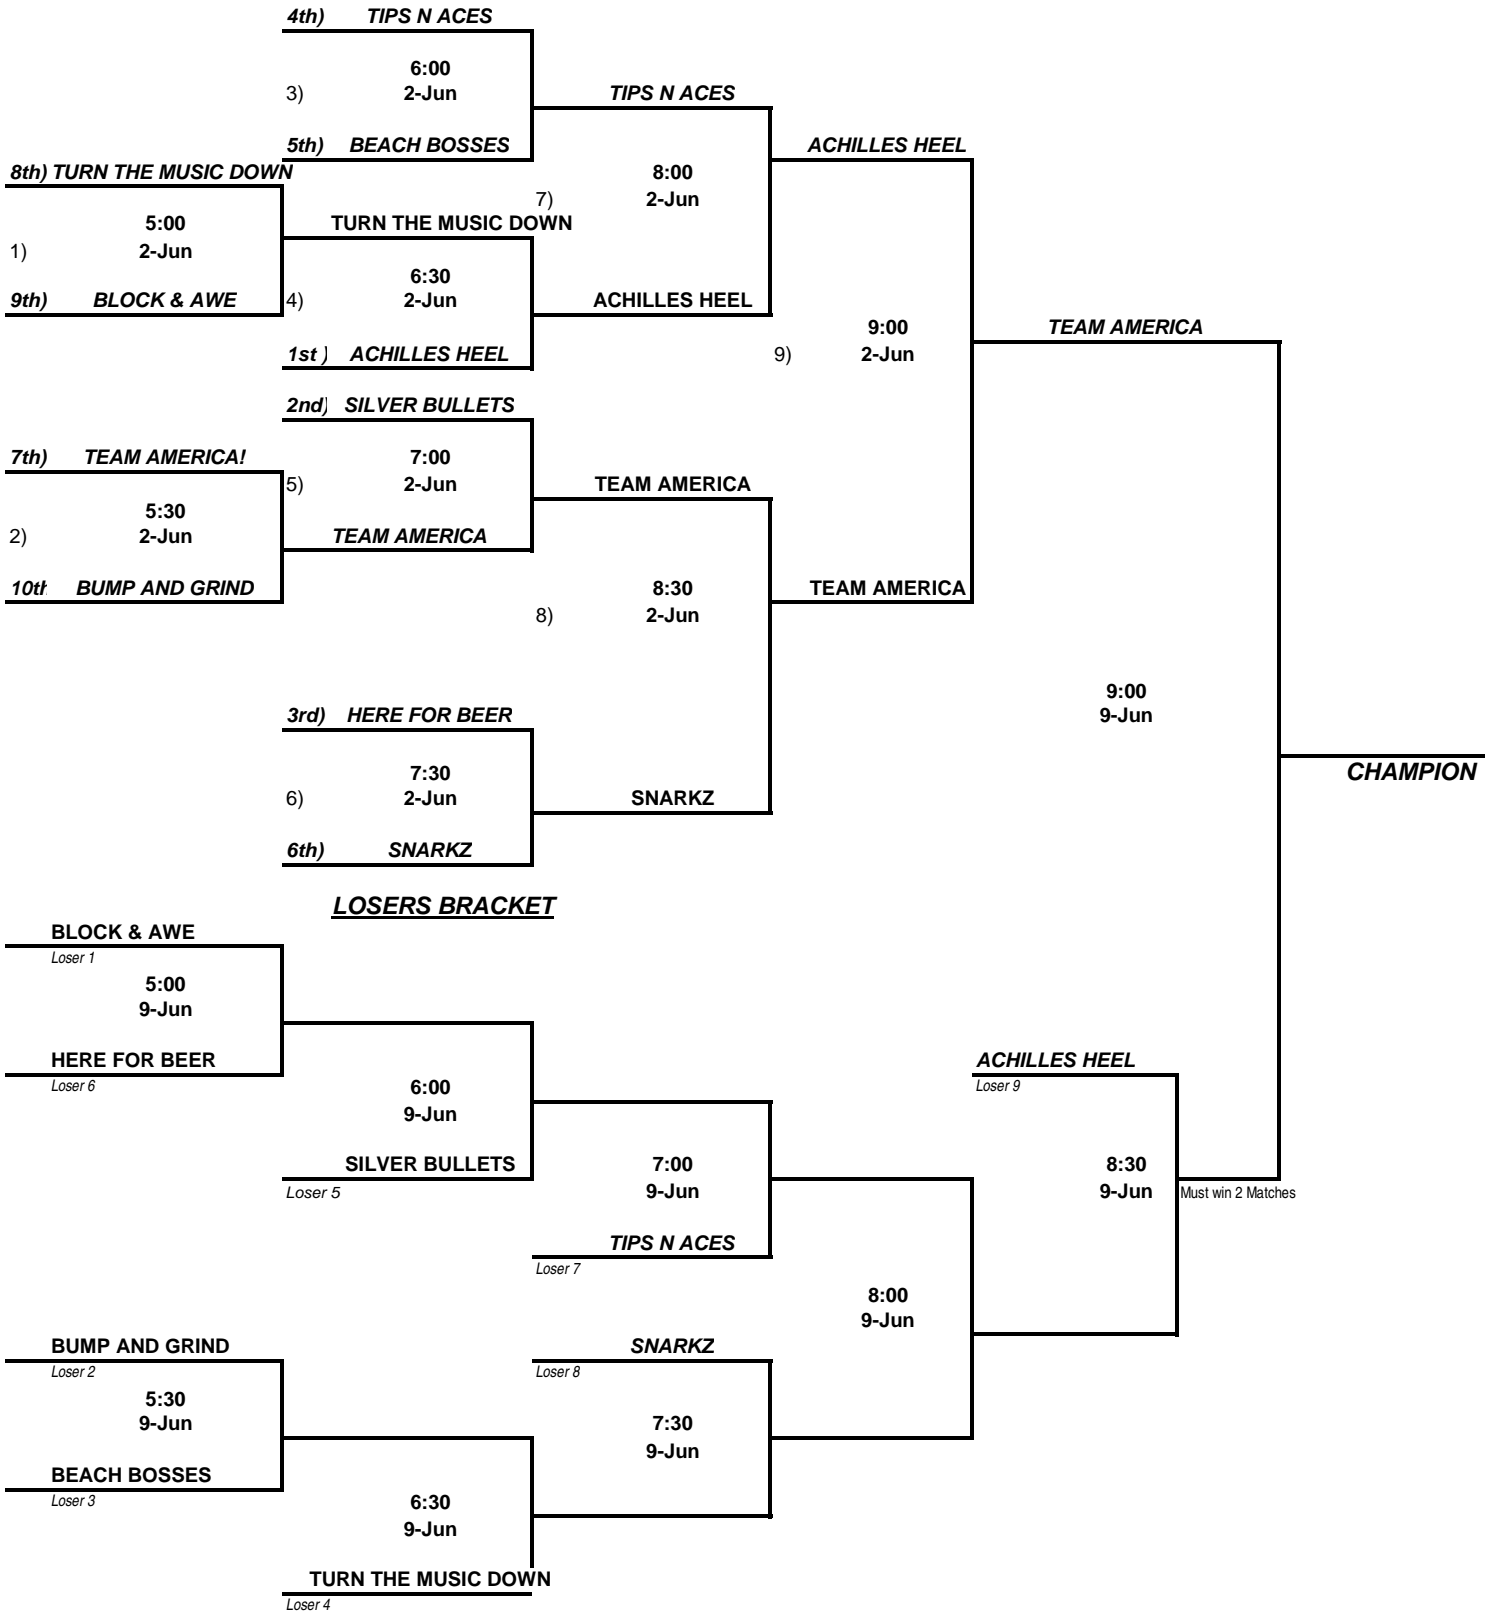 4th) TIPS N ACES
6:00
3) 2-Jun
TIPS N ACES
5th) BEACH BOSSES
ACHILLES HEEL
8th) TURN THE MUSIC DOWN
8:00
7) 2-Jun
5:00
TURN THE MUSIC DOWN
1) 2-Jun
6:30
9th) BLOCK & AWE
4) 2-Jun
ACHILLES HEEL
9:00
TEAM AMERICA
1st ) ACHILLES HEEL
9) 2-Jun
2nd) SILVER BULLETS
7th) TEAM AMERICA!
7:00
5) 2-Jun
TEAM AMERICA
5:30
2) 2-Jun
TEAM AMERICA
10th BUMP AND GRIND
8:30
TEAM AMERICA
8) 2-Jun
9:00
9-Jun
3rd) HERE FOR BEER
7:30
6) 2-Jun
SNARKZ
CHAMPION
6th) SNARKZ
LOSERS BRACKET
BLOCK & AWE
Loser 1
5:00
9-Jun
HERE FOR BEER
Loser 6
ACHILLES HEEL
Loser 9
6:00
9-Jun
SILVER BULLETS
Loser 5
7:00
9-Jun
8:30
9-Jun
Must win 2 Matches
TIPS N ACES
Loser 7
8:00
9-Jun
BUMP AND GRIND
Loser 2
SNARKZ
Loser 8
5:30
9-Jun
7:30
9-Jun
BEACH BOSSES
Loser 3
6:30
9-Jun
TURN THE MUSIC DOWN
Loser 4